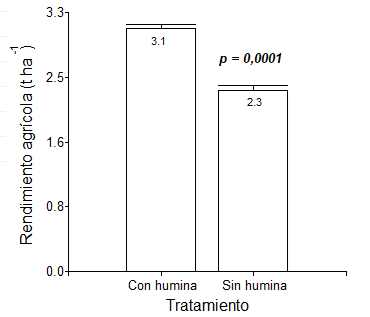 3.3
2.5
1.6
0.8
0.0
Rendimiento agrícola (t ha -1)
3.1
p = 0,0001
2.3
Con humina Sin humina
Tratamiento